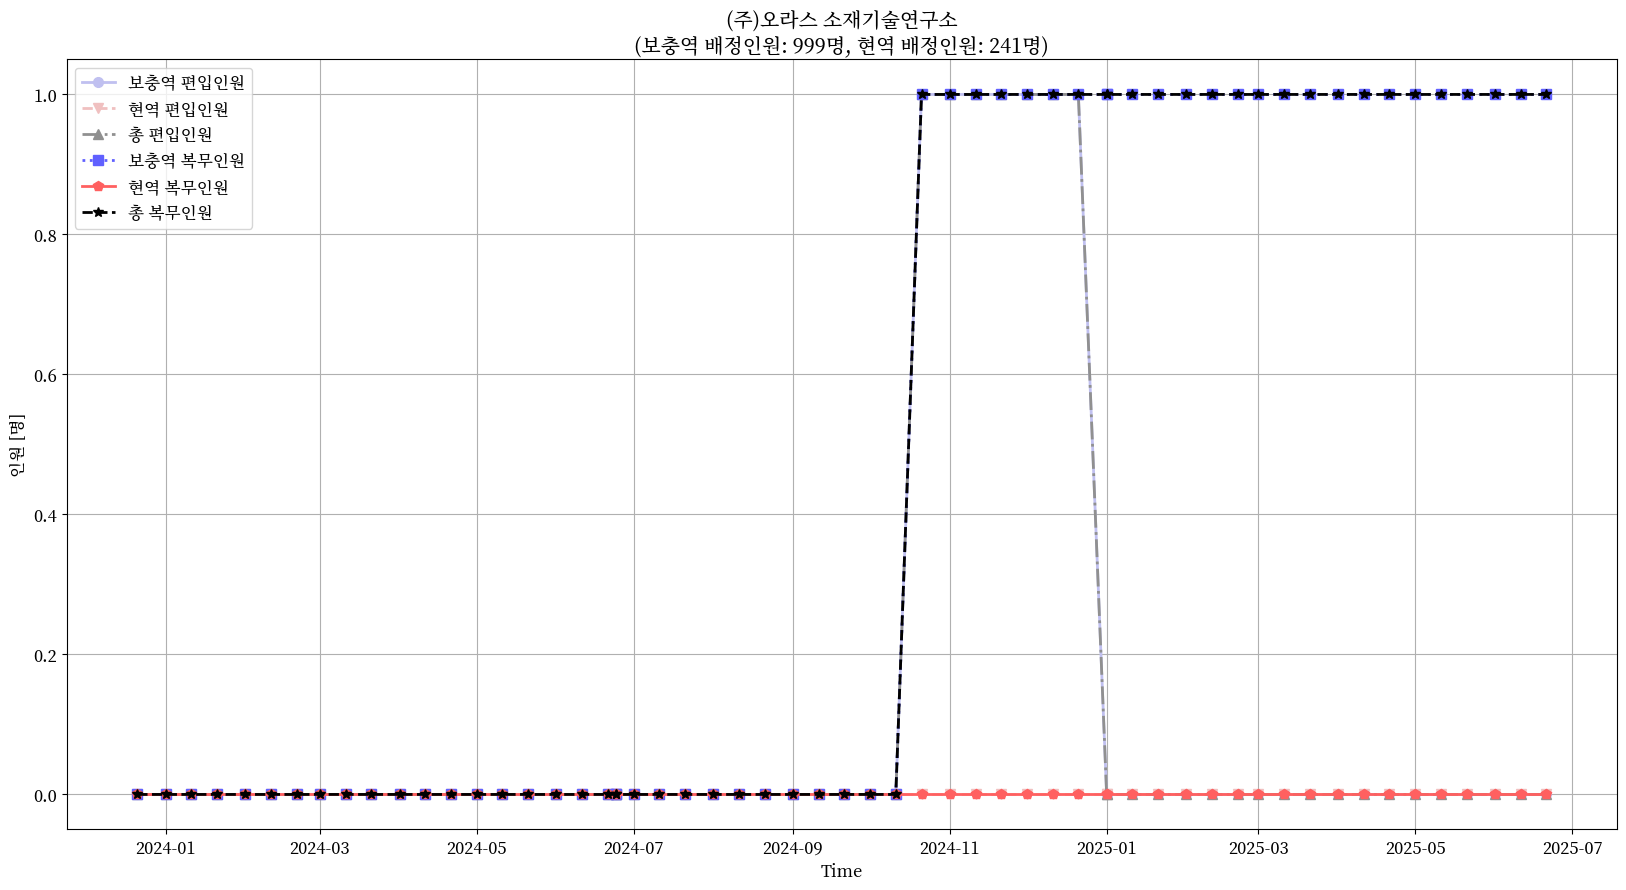 (주)오라스 소재기술연구소
(보충역 배정인원: 999명, 현역 배정인원: 241명)
보충역 편입인원
현역 편입인원
총 편입인원
보충역 복무인원
현역 복무인원
총 복무인원
1.0
0.8
0.6
0.4
0.2
0.0
인원 [명]
2024-01 2024-03 2024-05 2024-07 2024-09 2024-11 2025-01 2025-03 2025-05 2025-07
Time